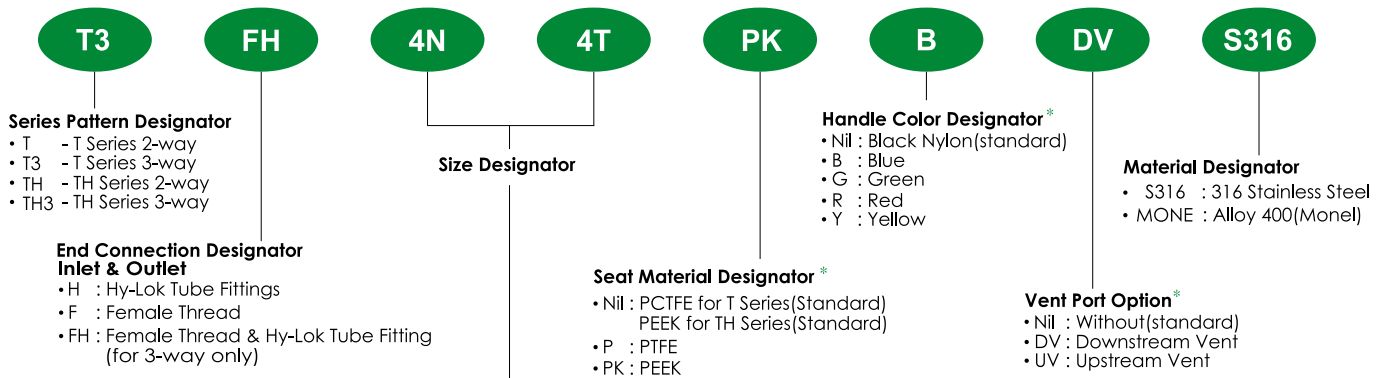 T3 FH 4N 4T PK B DV S316
Series Pattern Designator
• T - T Series 2-way
• T3 - T Series 3-way
• TH - TH Series 2-way
• TH3 - TH Series 3-way
End Connection Designator
Inlet & Outlet
• H : Hy-Lok Tube Fittings
• F : Female Thread
• FH : Female Thread & Hy-Lok Tube Fitting
(for 3-way only)
Size Designator
Seat Material Designator *
• Nil : PCTFE for T Series(Standard)
PEEK for TH Series(Standard)
• P : PTFE
• PK : PEEK
Handle Color Designator *
• Nil : Black Nylon(standard)
• B : Blue
• G : Green
• R : Red
• Y : Yellow
Vent Port Option *
• Nil : Without(standard)
• DV : Downstream Vent
• UV : Upstream Vent
Material Designator
• S316 : 316 Stainless Steel
• MONE : Alloy 400(Monel)